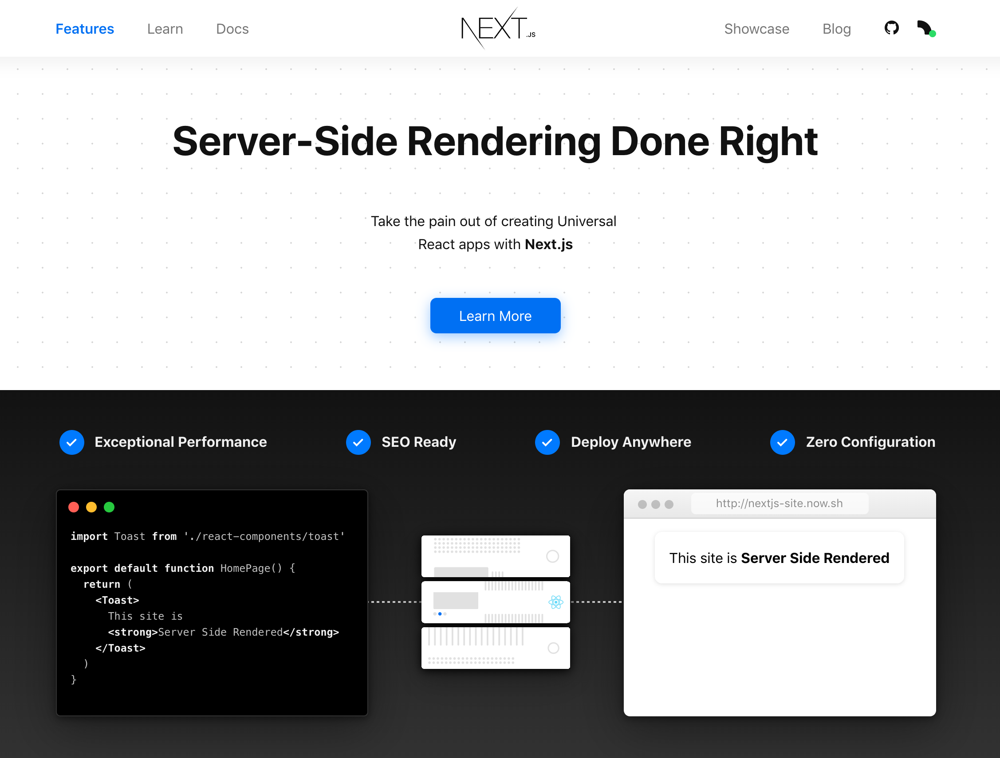 Features Learn Docs NEXT.JS Showcase Blog
Server-Side Rendering Done Right
Take the pain out of creating Universal
React apps with Next.js
Learn More
Exceptional Performance SEO Ready Deploy Anywhere Zero Configuration
import Toast from './react-components/toast'
export default function HomePage() {
  return (
    <Toast>
      This site is
      <strong>Server Side Rendered</strong>
    </Toast>
  )
}
http://nextjs-site.now.sh
This site is Server Side Rendered